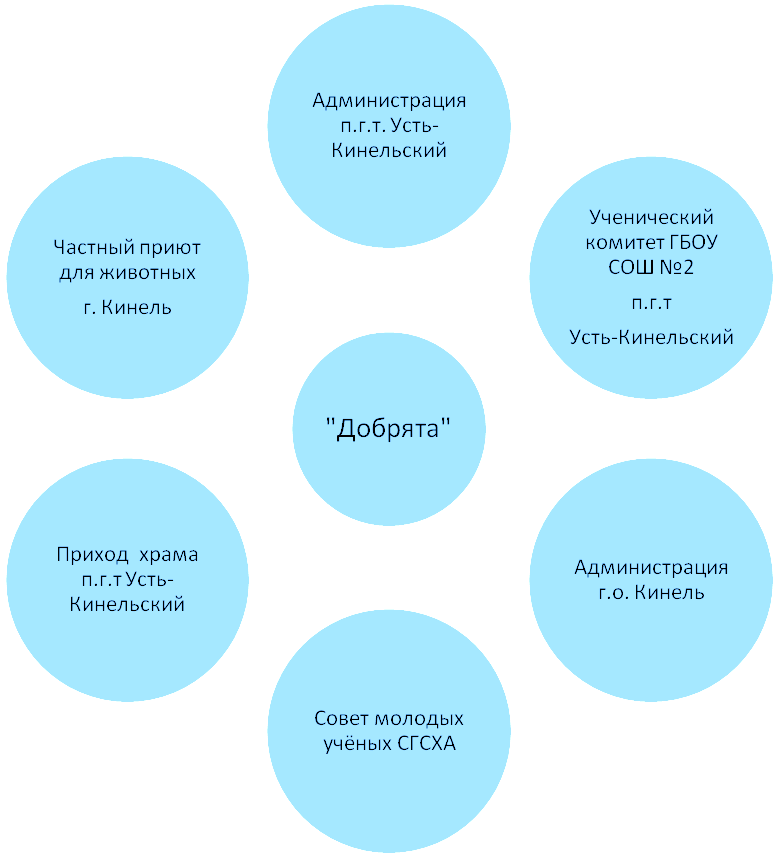 Администрация
п.г.т. Усть-
Кинельский
Ученический
комитет ГБОУ
СОШ №2
п.г.т
Усть-Кинельский
Частный приют
для животных
г. Кинель
"Добрята"
Приход храма
п.г.т Усть-
Кинельский
Администрация
г.о. Кинель
Совет молодых
учёных СГСХА